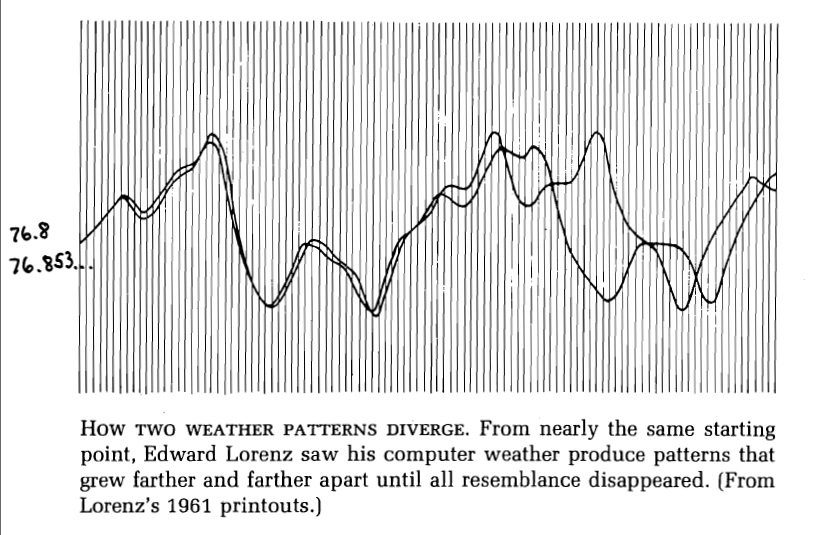 76.8
76.853...
HOW TWO WEATHER PATTERNS DIVERGE. From nearly the same starting
point, Edward Lorenz saw his computer weather produce patterns that
grew farther and farther apart until all resemblance disappeared. (From
Lorenz's 1961 printouts.)